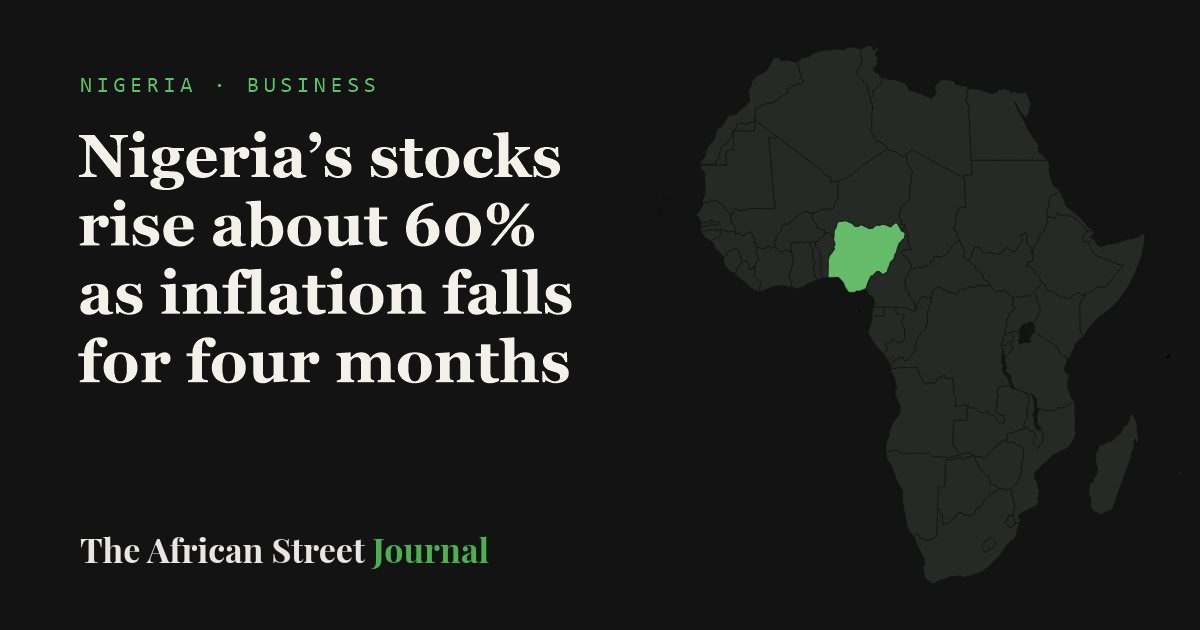 NIGERIA · BUSINESS
Nigeria’s stocks
rise about 60%
as inflation falls
for four months
The African Street Journal